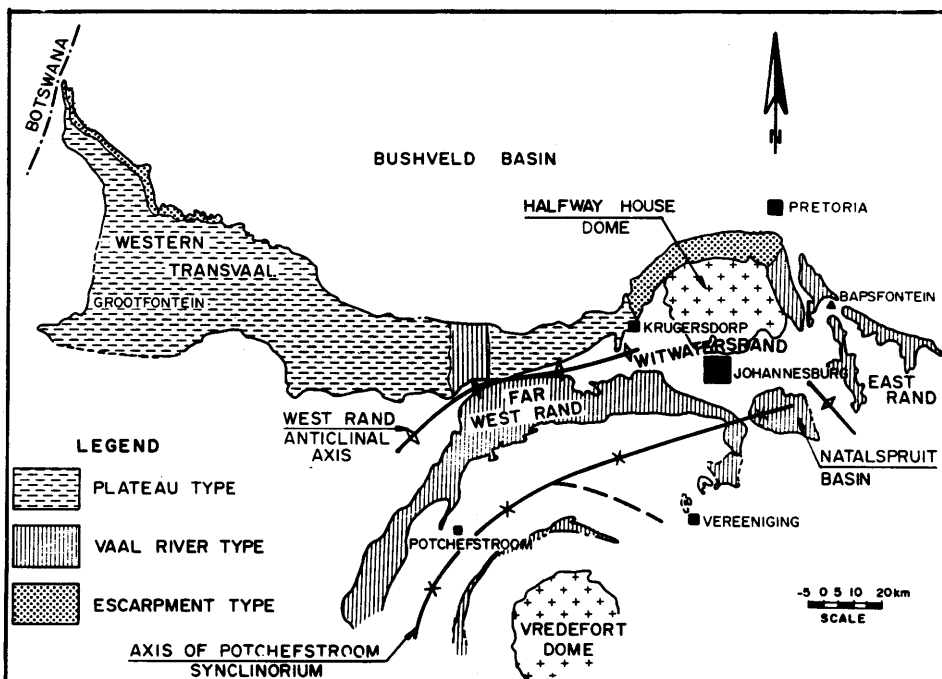 BOTSWANA
BUSHVELD BASIN
N
HALFWAY HOUSE
DOME
PRETORIA
WESTERN
TRANSVAAL
GROOTFONTEIN
BAPSFONTEIN
KRUGERSDORP
WITWATERSRAND
JOHANNESBURG
EAST
RAND
FAR
WEST RAND
WEST RAND
ANTICLINAL
AXIS
NATALSPRUIT
BASIN
LEGEND
PLATEAU TYPE
VAAL RIVER TYPE
ESCARPMENT TYPE
VEREENIGING
POTCHEFSTROOM
-5 0 5 10 20km
SCALE
VREDEFORT
DOME
AXIS OF POTCHEFSTROOM
SYNCLINORIUM